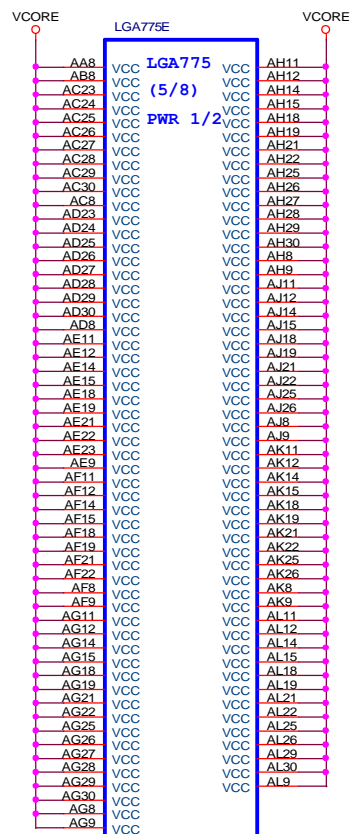 VCORE VCORE
LGA775E
AA8 VCC LGA775 VCC AH11
AB8 VCC VCC AH12
AC23 VCC (5/8) VCC AH14
AC24 VCC VCC AH15
AC25 VCC PWR 1/2 VCC AH18
AC26 VCC VCC AH19
AC27 VCC VCC AH21
AC28 VCC VCC AH22
AC29 VCC VCC AH25
AC30 VCC VCC AH26
AC8 VCC VCC AH27
AD23 VCC VCC AH28
AD24 VCC VCC AH29
AD25 VCC VCC AH30
AD26 VCC VCC AH8
AD27 VCC VCC AH9
AD28 VCC VCC AJ11
AD29 VCC VCC AJ12
AD30 VCC VCC AJ14
AD8 VCC VCC AJ15
AE11 VCC VCC AJ18
AE12 VCC VCC AJ19
AE14 VCC VCC AJ21
AE15 VCC VCC AJ22
AE18 VCC VCC AJ25
AE19 VCC VCC AJ26
AE21 VCC VCC AJ8
AE22 VCC VCC AJ9
AE23 VCC VCC AK11
AE9 VCC VCC AK12
AF11 VCC VCC AK14
AF12 VCC VCC AK15
AF14 VCC VCC AK18
AF15 VCC VCC AK19
AF18 VCC VCC AK21
AF19 VCC VCC AK22
AF21 VCC VCC AK25
AF22 VCC VCC AK26
AF8 VCC VCC AK8
AF9 VCC VCC AK9
AG11 VCC VCC AL11
AG12 VCC VCC AL12
AG14 VCC VCC AL14
AG15 VCC VCC AL15
AG18 VCC VCC AL18
AG19 VCC VCC AL19
AG21 VCC VCC AL21
AG22 VCC VCC AL22
AG25 VCC VCC AL25
AG26 VCC VCC AL26
AG27 VCC VCC AL29
AG28 VCC VCC AL30
AG29 VCC VCC AL9
AG30 VCC
AG8 VCC
AG9 VCC